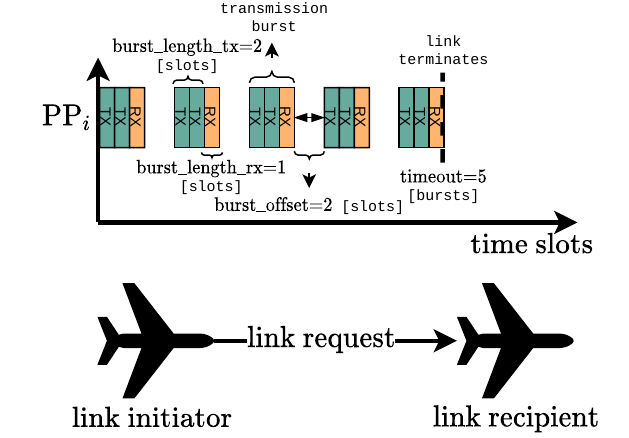 transmission
burst
burst_length_tx=2
[slots]
link
terminates
PPi
TX TX RX TX TX RX TX TX RX TX TX RX TX TX RX
burst_length_rx=1
[slots]
timeout=5
[bursts]
burst_offset=2 [slots]
time slots
link request
link initiator
link recipient